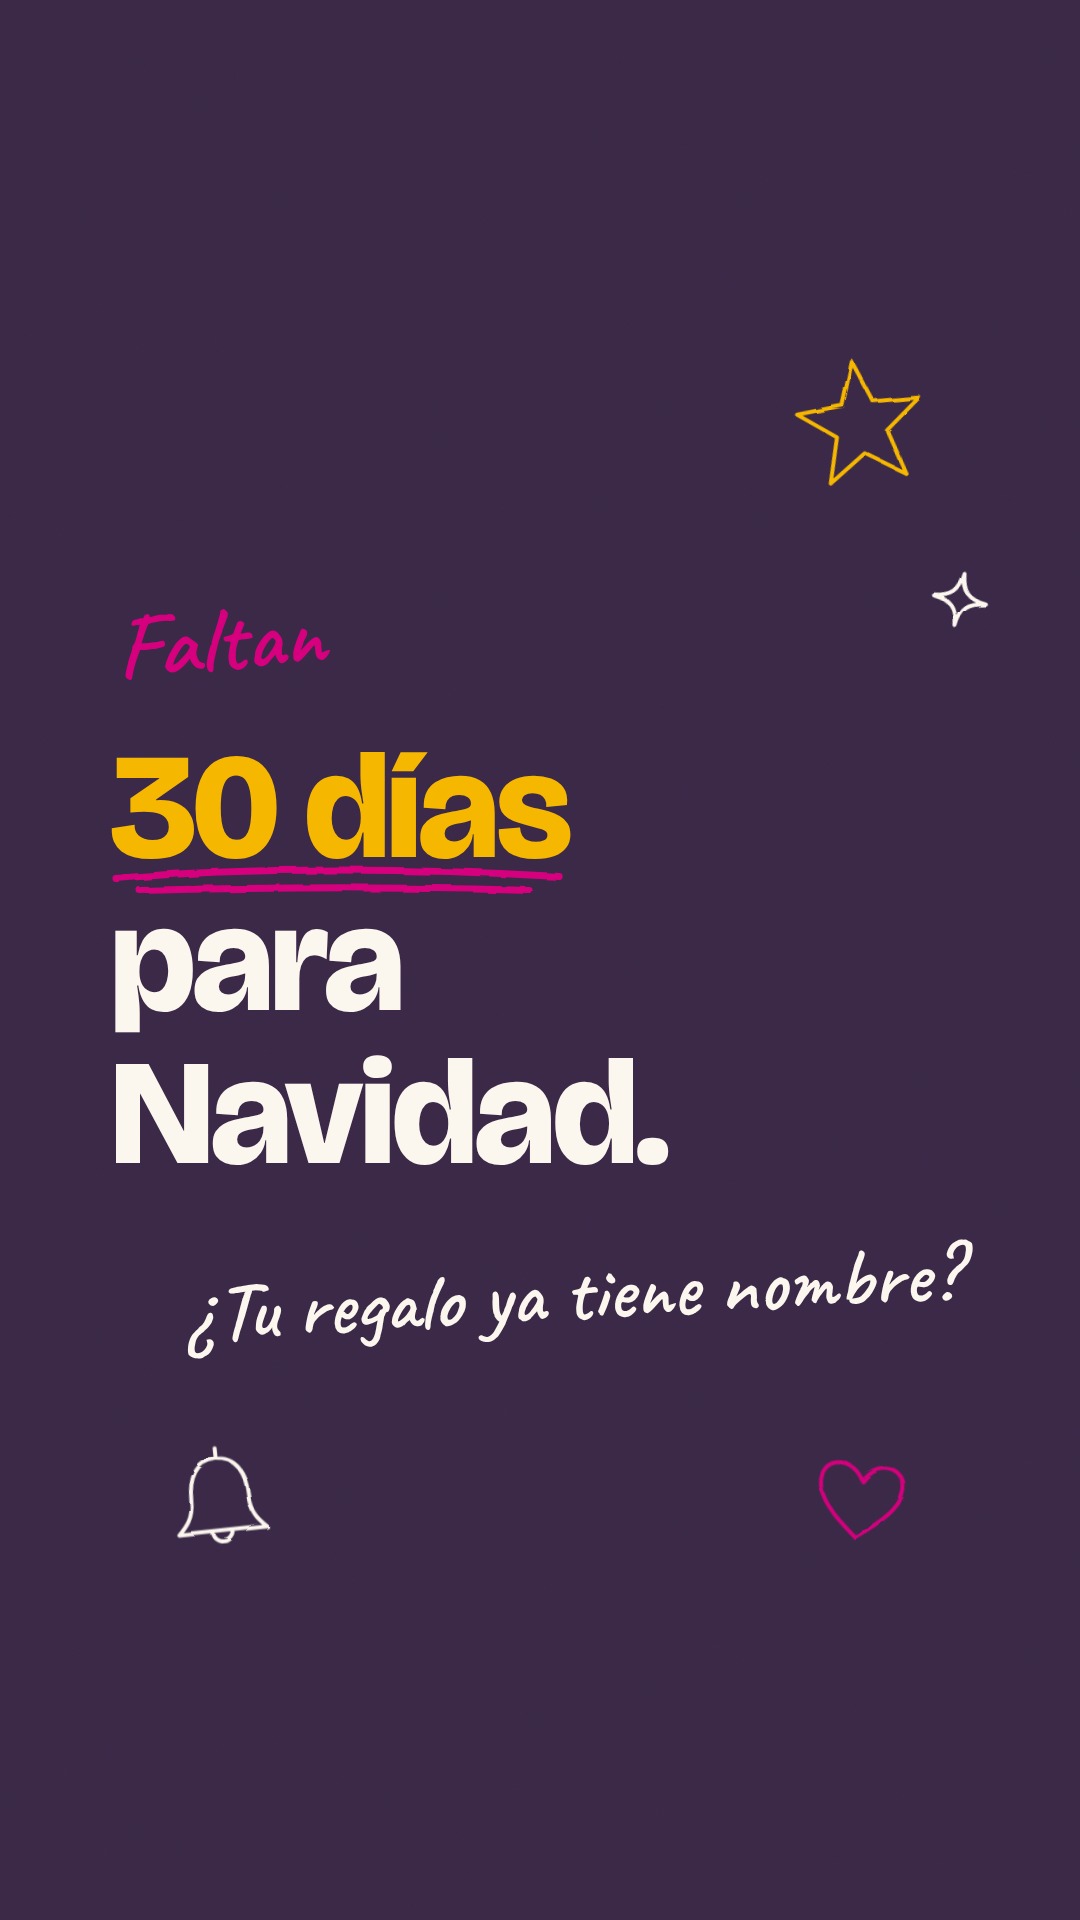 Faltan
30 días
para
Navidad.
¿Tu regalo ya tiene nombre?